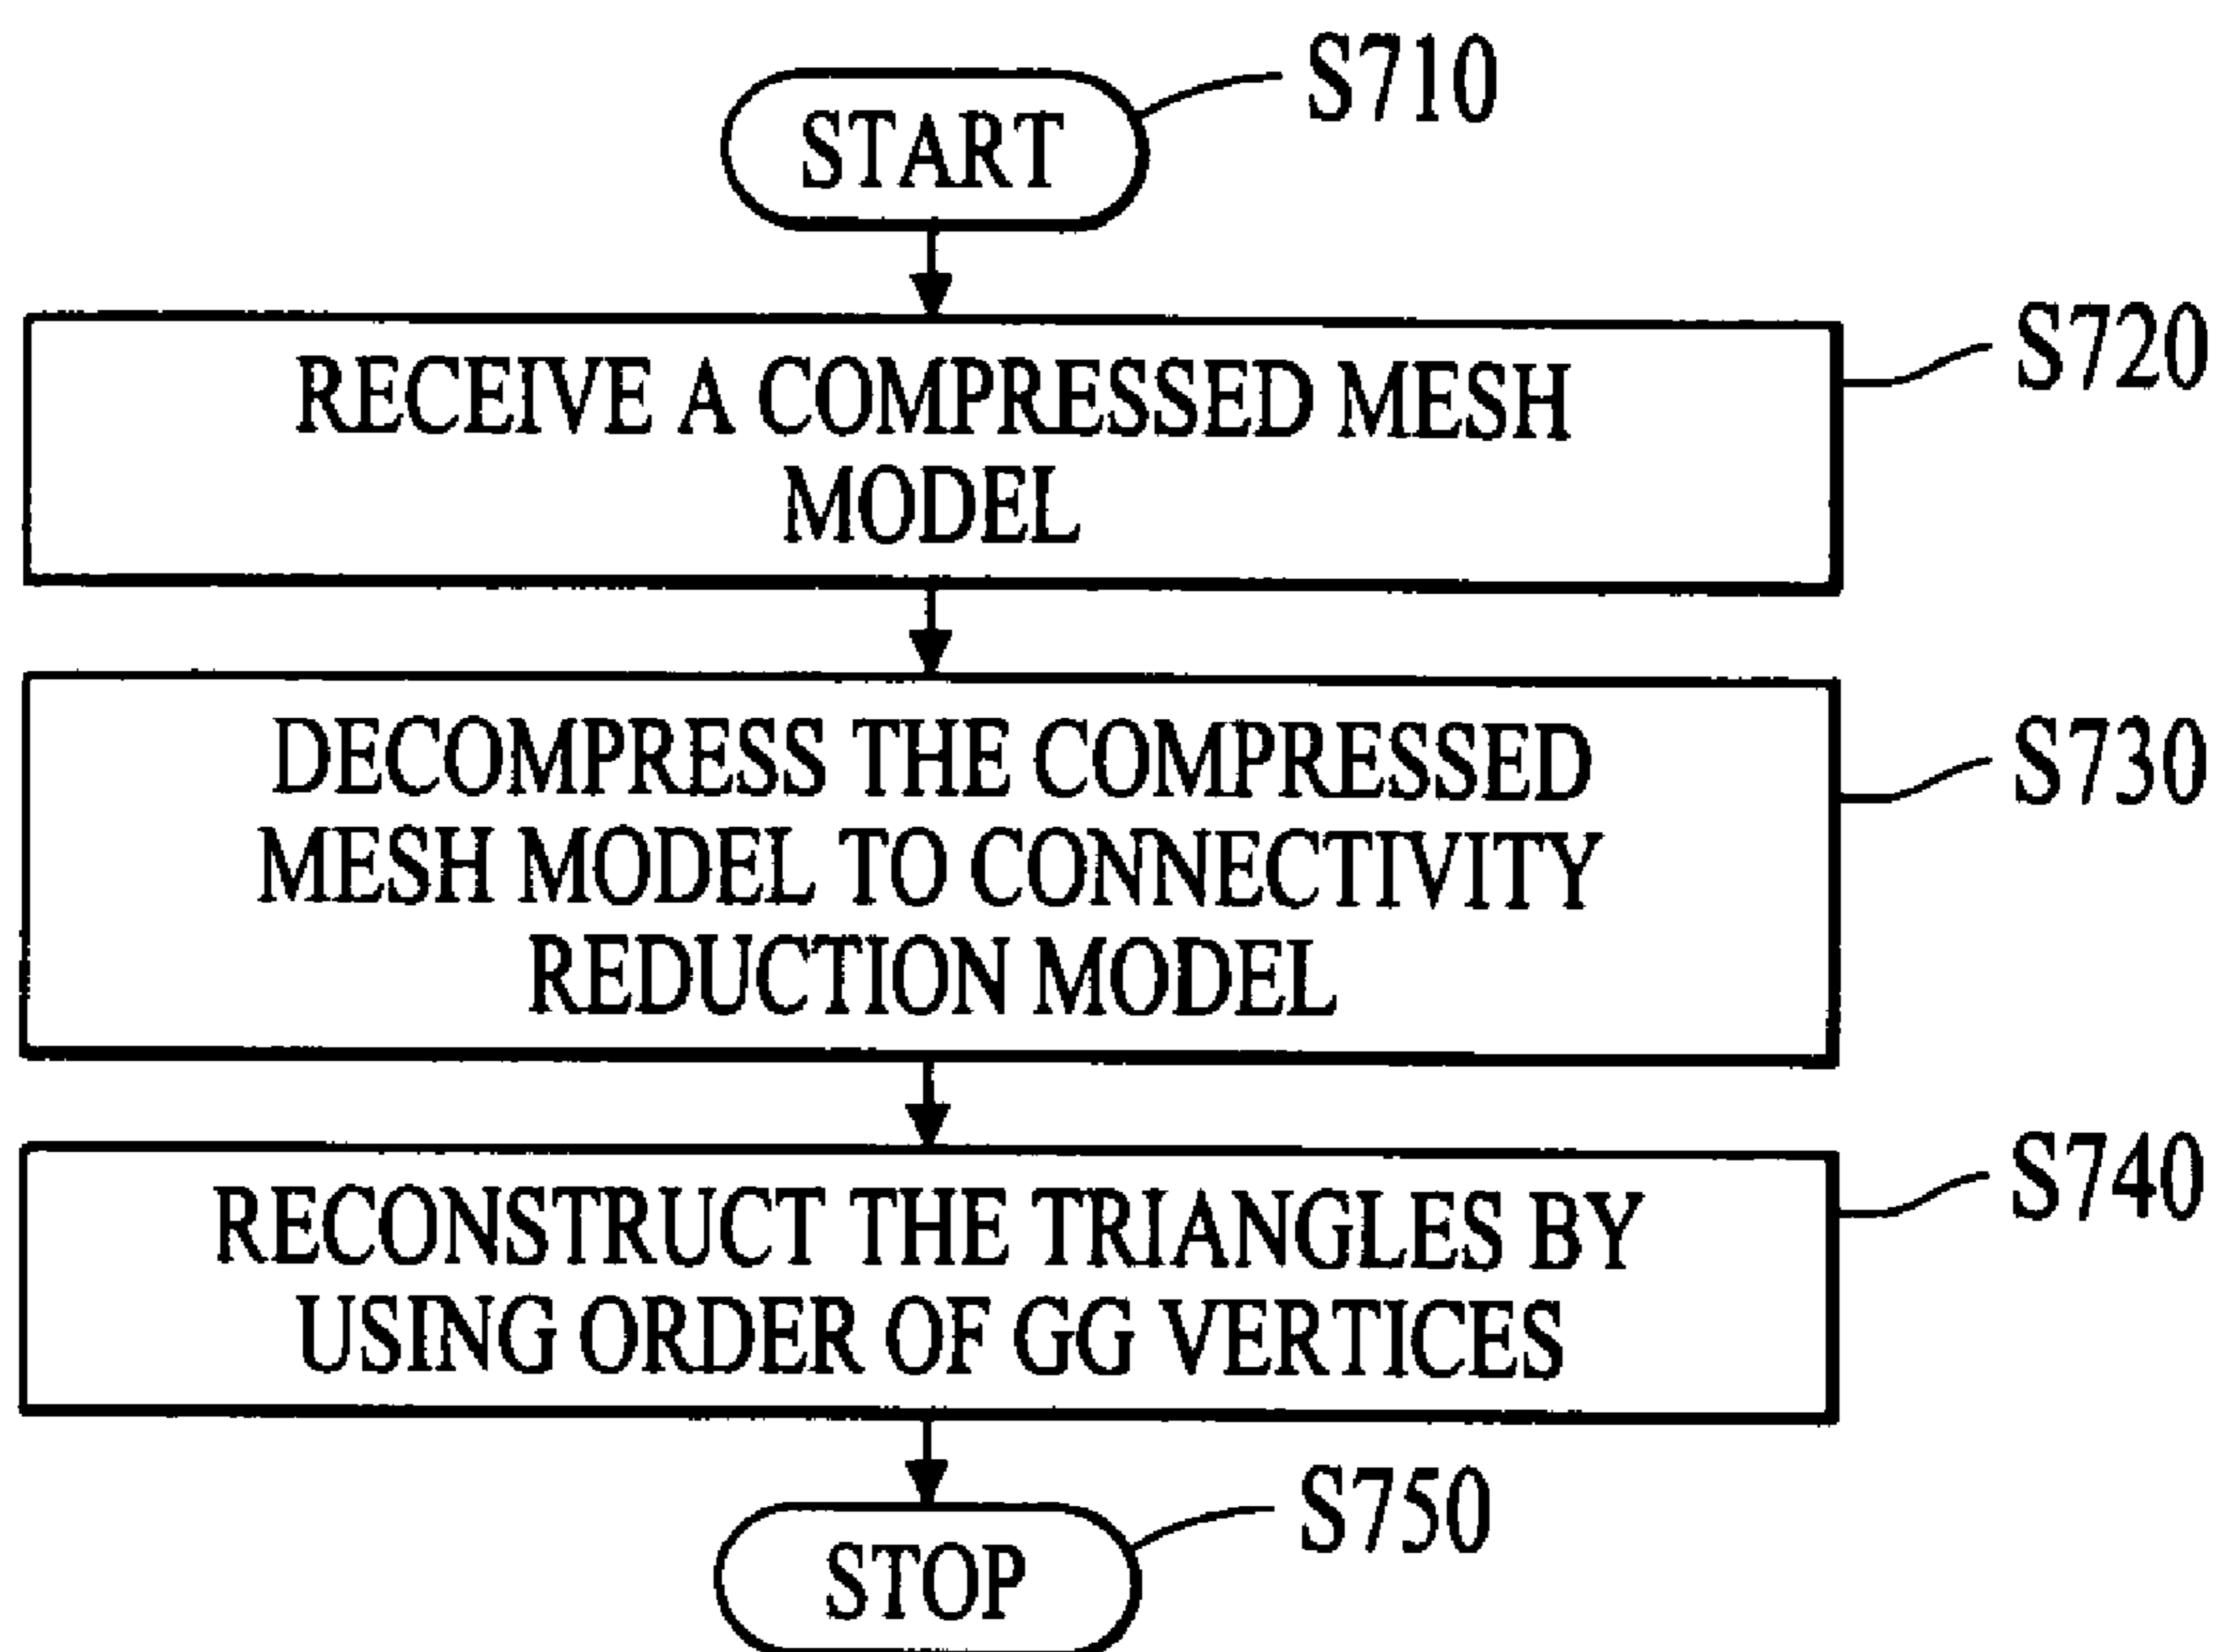 START
S710
RECEIVE A COMPRESSED MESH
MODEL
S720
DECOMPRESS THE COMPRESSED
MESH MODEL TO CONNECTIVITY
REDUCTION MODEL
S730
RECONSTRUCT THE TRIANGLES BY
USING ORDER OF GG VERTICES
S740
STOP
S750